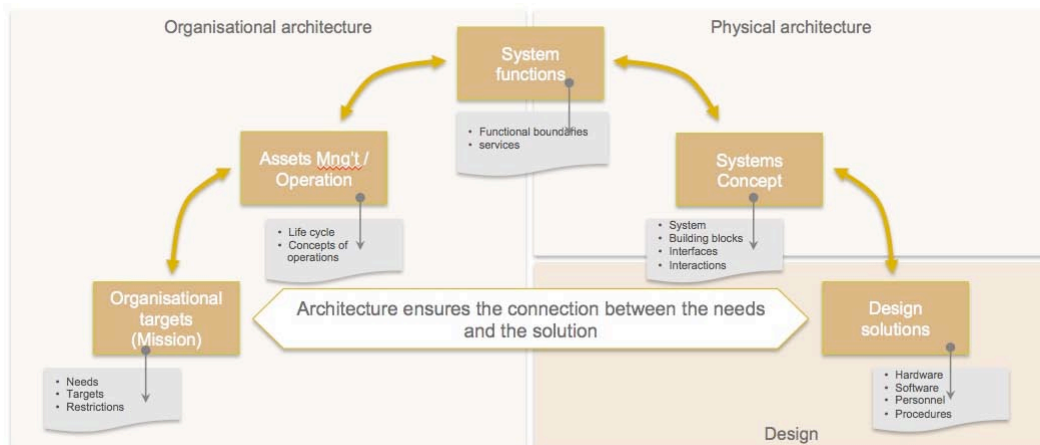 Organisational architecture
Physical architecture
System
functions
• Functional boundaries
• services
Assets Mng't /
Operation
• Life cycle
• Concepts of
operations
Systems
Concept
• System
• Building blocks
• Interfaces
• Interactions
Organisational
targets
(Mission)
• Needs
• Targets
• Restrictions
Architecture ensures the connection between the needs
and the solution
Design
solutions
• Hardware
• Software
• Personnel
• Procedures
Design